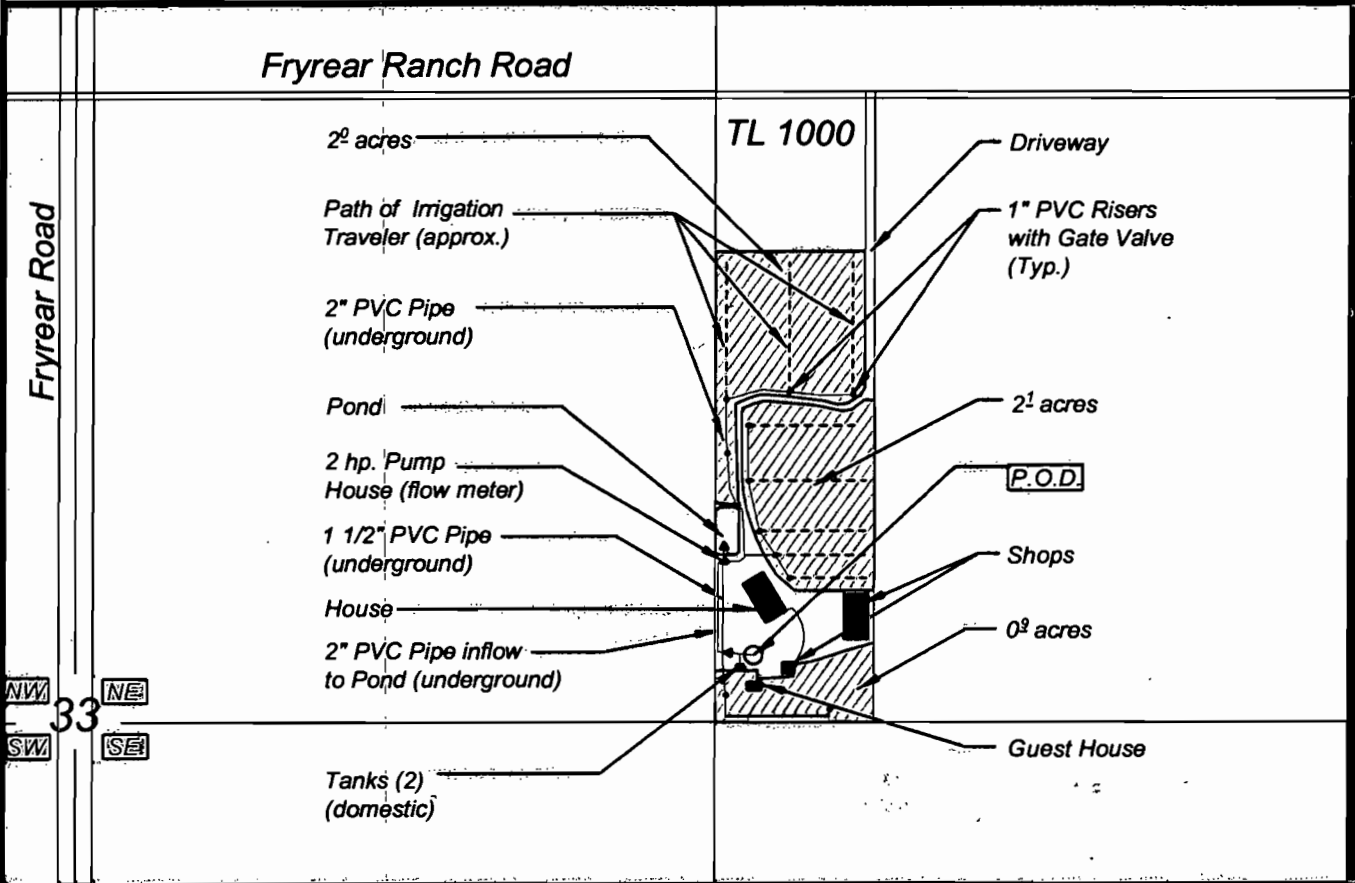 Fryrear Ranch Road
Fryrear Road
TL 1000
2⁰ acres
Path of Irrigation
Traveler (approx.)
2" PVC Pipe
(underground)
Pond
2 hp. Pump
House (flow meter)
1 1/2" PVC Pipe
(underground)
House
2" PVC Pipe inflow
to Pond (underground)
Tanks (2)
(domestic)
Driveway
1" PVC Risers
with Gate Valve
(Typ.)
2¹ acres
P.O.D.
Shops
0⁹ acres
Guest House
NW NE
33
SW SE